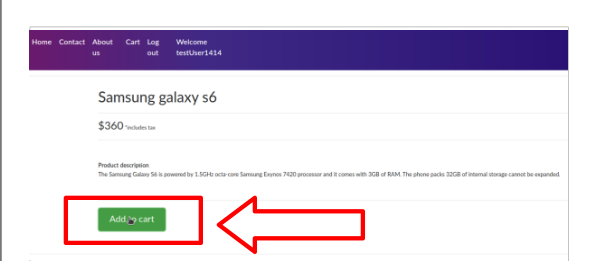 Home Contact About us Cart Log out Welcome testUser1414
Samsung galaxy s6
$360 *includes tax
Product description
The Samsung Galaxy S6 is powered by 1.5GHz octa-core Samsung Exynos 7420 processor and it comes with 3GB of RAM. The phone packs 32GB of internal storage cannot be expanded.
Add to cart